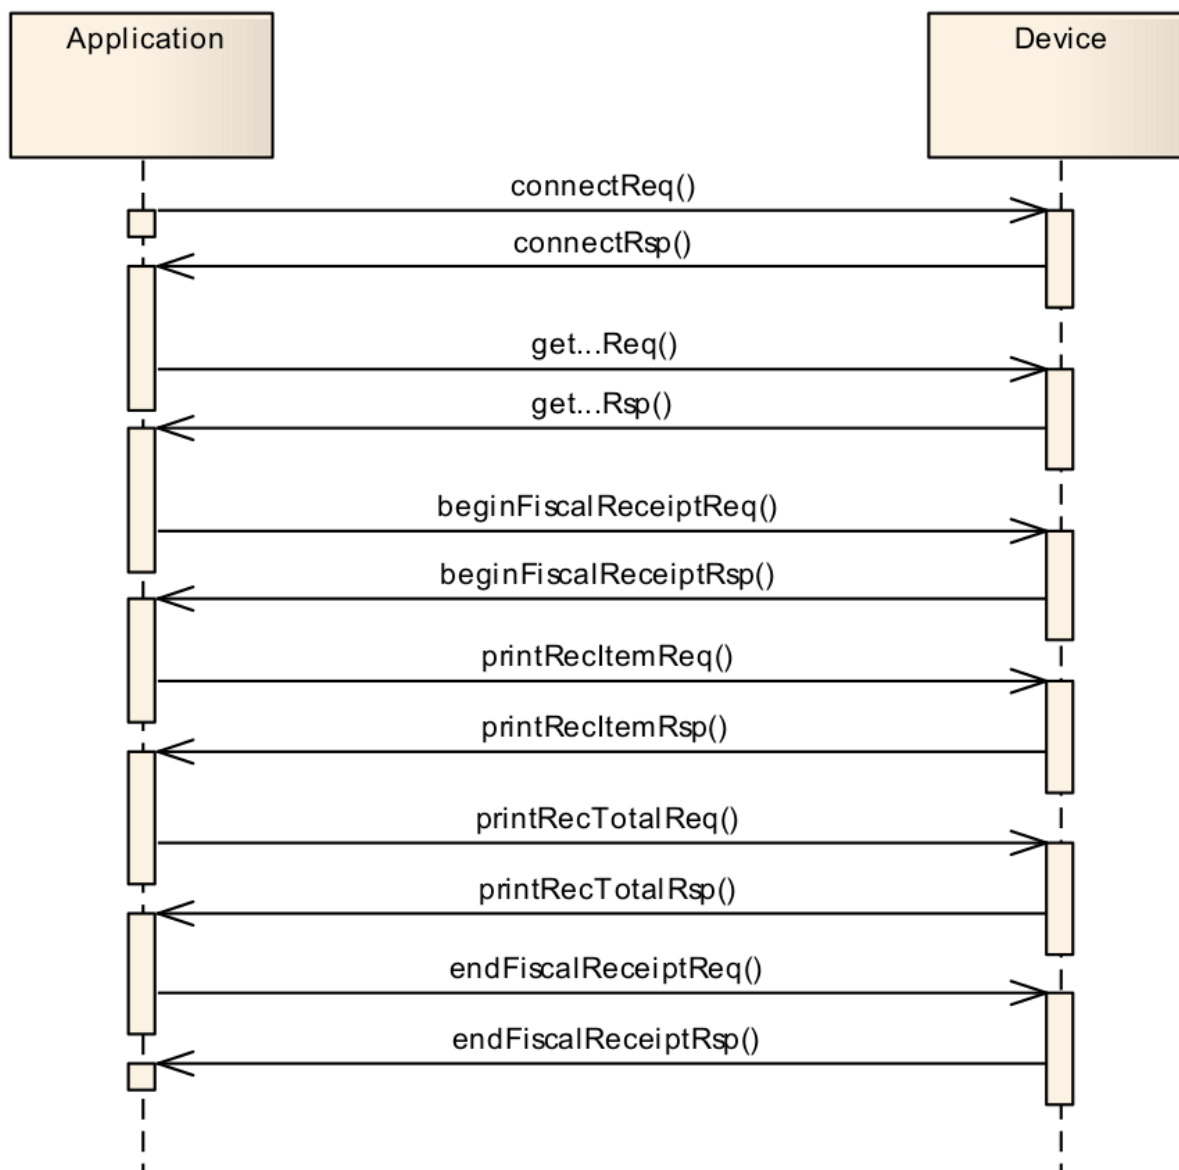 Application
Device
connectReq()
connectRsp()
get...Req()
get...Rsp()
beginFiscalReceiptReq()
beginFiscalReceiptRsp()
printRecItemReq()
printRecItemRsp()
printRecTotalReq()
printRecTotalRsp()
endFiscalReceiptReq()
endFiscalReceiptRsp()